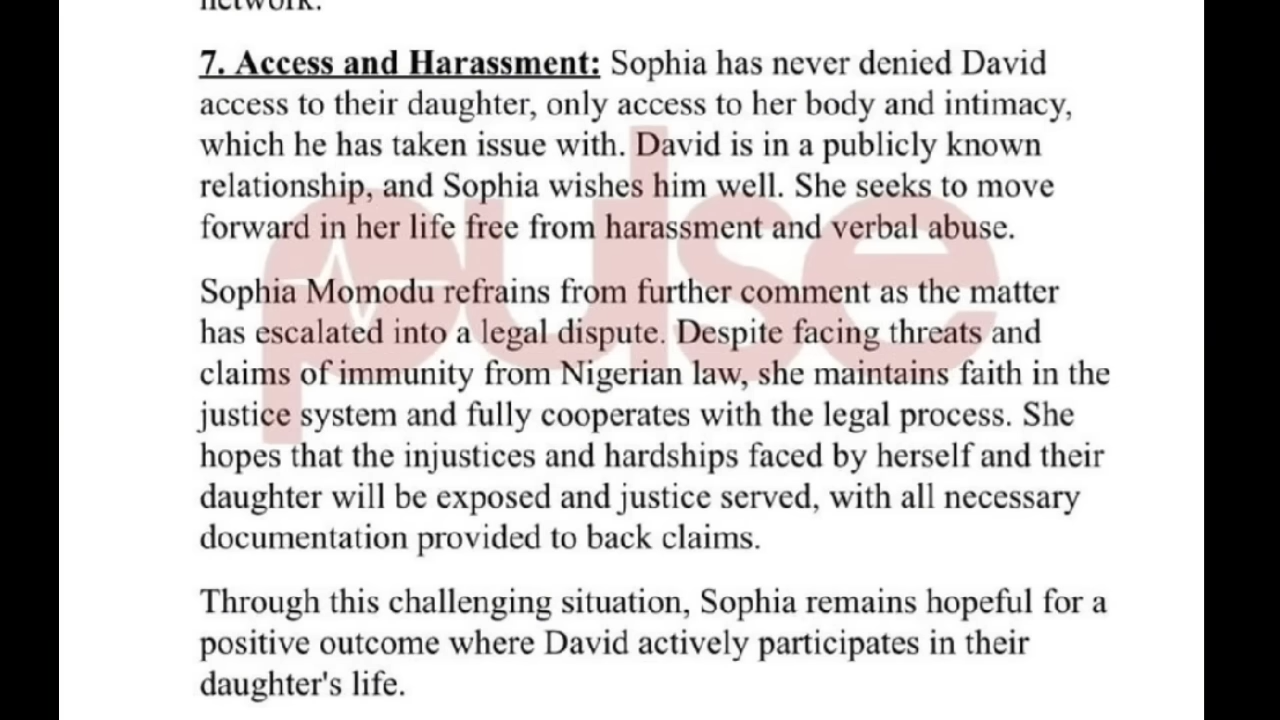 network.
7. Access and Harassment: Sophia has never denied David
access to their daughter, only access to her body and intimacy,
which he has taken issue with. David is in a publicly known
relationship, and Sophia wishes him well. She seeks to move
forward in her life free from harassment and verbal abuse.
Sophia Momodu refrains from further comment as the matter
has escalated into a legal dispute. Despite facing threats and
claims of immunity from Nigerian law, she maintains faith in the
justice system and fully cooperates with the legal process. She
hopes that the injustices and hardships faced by herself and their
daughter will be exposed and justice served, with all necessary
documentation provided to back claims.
Through this challenging situation, Sophia remains hopeful for a
positive outcome where David actively participates in their
daughter's life.
pulse